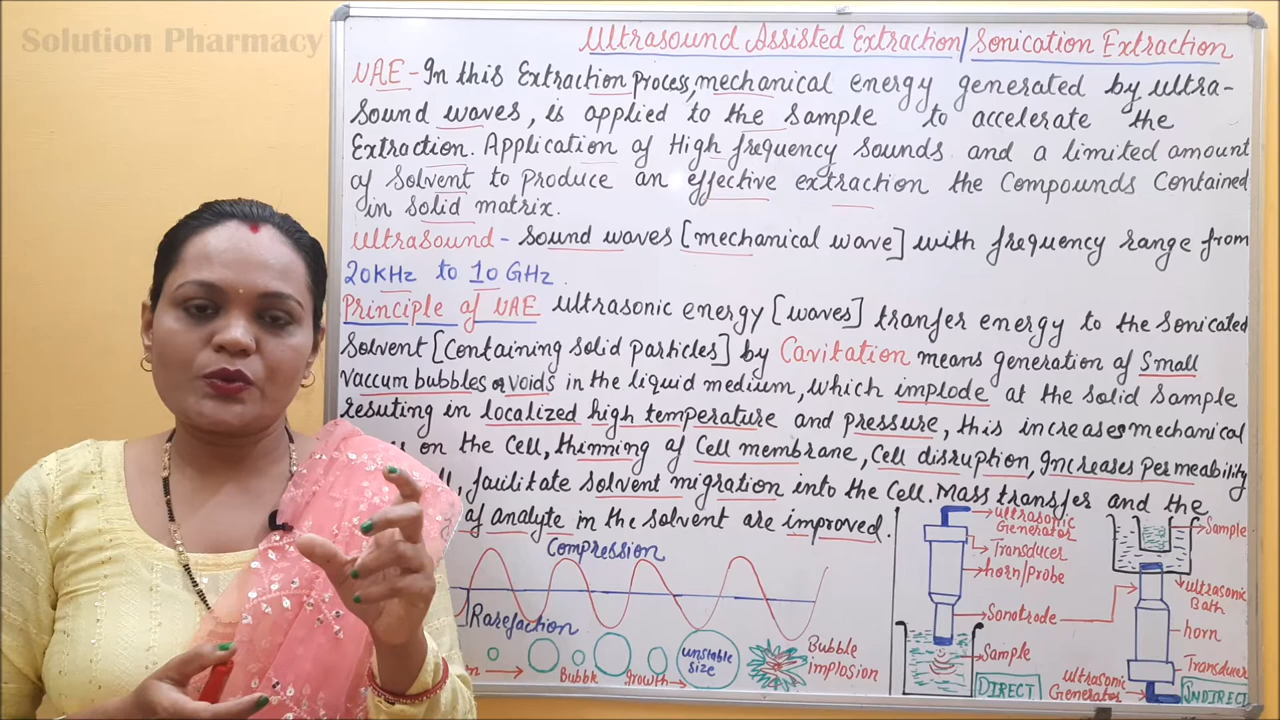 Solution Pharmacy
Ultrasound Assisted Extraction/Sonication Extraction
UAE - In this Extraction process, mechanical energy generated by ultra-
sound waves, is applied to the sample to accelerate the
Extraction. Application of High frequency sounds and a limited amount
of solvent to produce an effective extraction the Compounds Contained
in solid matrix.
Ultrasound - Sound waves [mechanical wave] with frequency range from
20KHz to 10 GHz.
Principle of UAE ultrasonic energy [waves] transfer energy to the sonicated
Solvent [Containing solid particles] by Cavitation means generation of Small
vaccum bubbles or voids in the liquid medium, which implode at the solid sample
resuting in localized high temperature and pressure, this increases mechanical
on the Cell, thinning of Cell membrane, Cell disruption, Increases permeability
, facilitate solvent migration into the Cell. Mass transfer and the
of analyte in the solvent are improved.
Compression
Rarefaction
Bubble Growth
unstable size
Bubble implosion
ultrasonic Generator
Transducer
horn/Probe
Sonotrode
Sample
DIRECT
Sample
ultrasonic Bath
horn
Transducer
ultrasonic Generator
INDIRECT